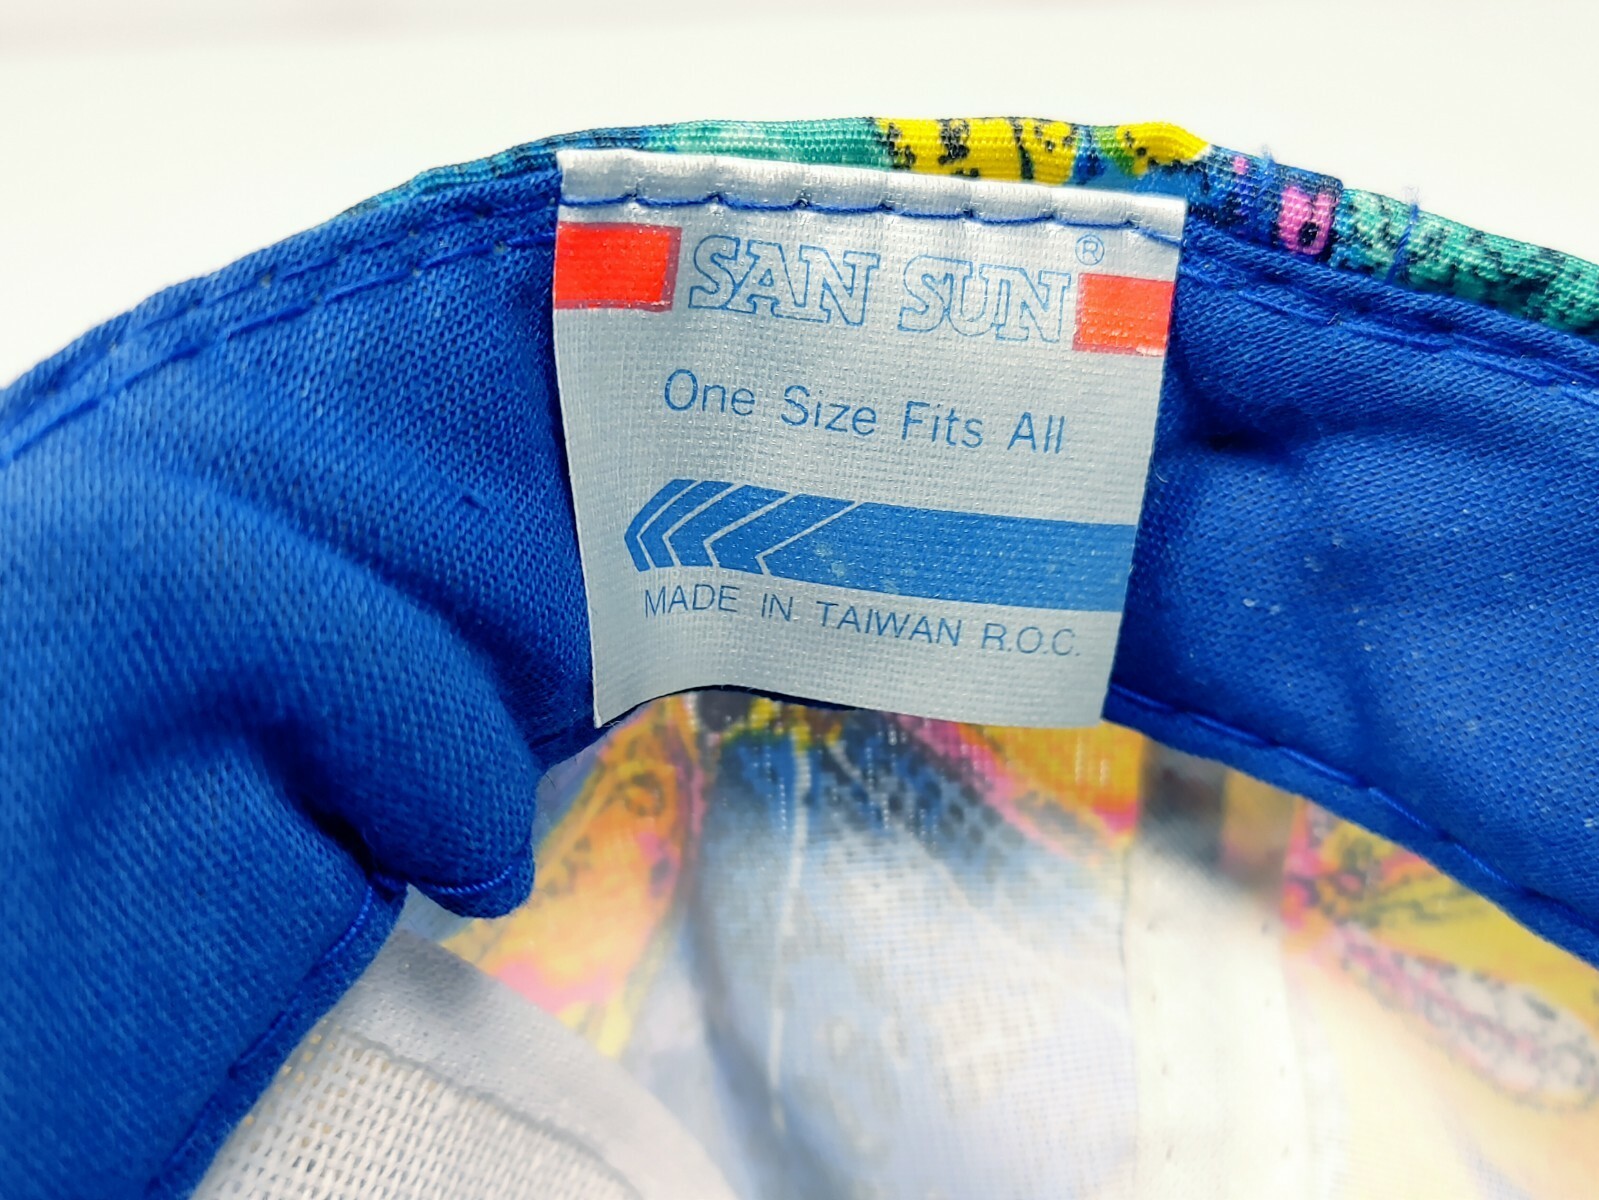 SAN SUN ®
One Size Fits All
MADE IN TAIWAN R.O.C.